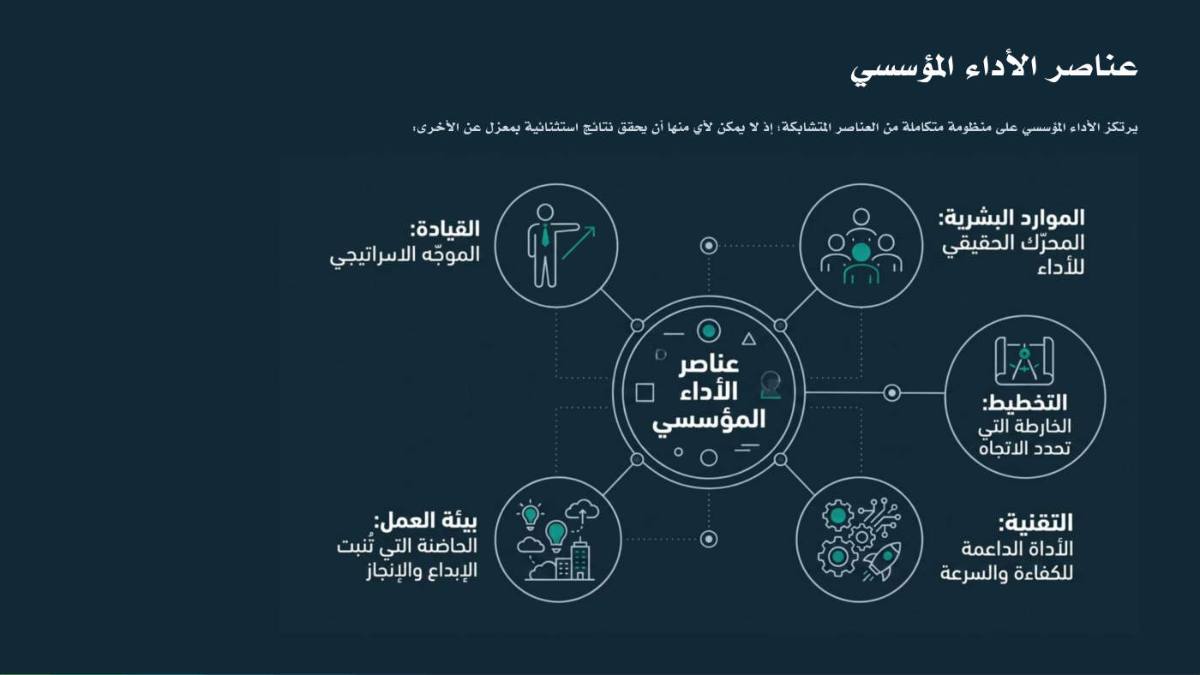 عناصر الأداء المؤسسي
يرتكز الأداء المؤسسي على منظومة متكاملة من العناصر المتشابكة؛ إذ لا يمكن لأي منها أن يحقق نتائج استثنائية بمعزل عن الأخرى:
الموارد البشرية:
المحرّك الحقيقي
للأداء
القيادة:
الموجّه الاسراتيجي
عناصر
الأداء
المؤسسي
التخطيط:
الخارطة التي
تحدد الاتجاه
التقنية:
الأداة الداعمة
للكفاءة والسرعة
بيئة العمل:
الحاضنة التي تُنبت
الإبداع والإنجاز